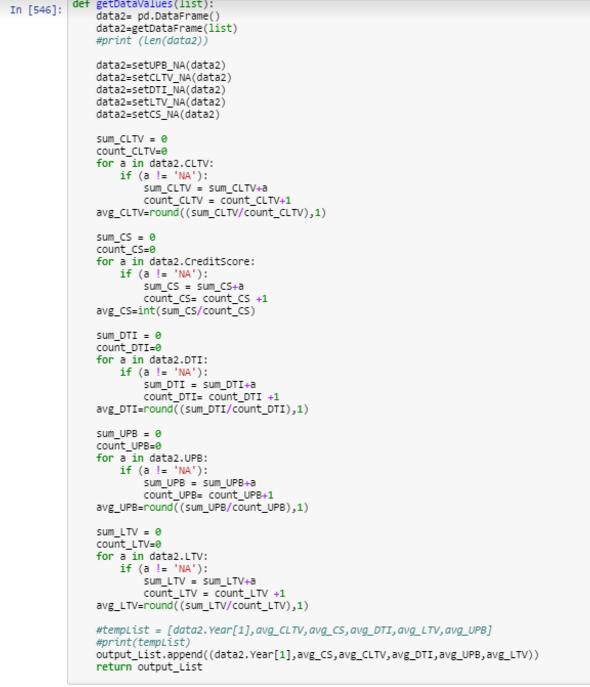 In [546]:
def getDataValues(list):
    data2= pd.DataFrame()
    data2=getDataFrame(list)
    #print (len(data2))
    data2=setUPB_NA(data2)
    data2=setCLTV_NA(data2)
    data2=setDTI_NA(data2)
    data2=setLTV_NA(data2)
    data2=setCS_NA(data2)
    sum_CLTV = 0
    count_CLTV=0
    for a in data2.CLTV:
        if (a != 'NA'):
            sum_CLTV = sum_CLTV+a
            count_CLTV = count_CLTV+1
    avg_CLTV=round((sum_CLTV/count_CLTV),1)
    sum_CS = 0
    count_CS=0
    for a in data2.CreditScore:
        if (a != 'NA'):
            sum_CS = sum_CS+a
            count_CS= count_CS +1
    avg_CS=int(sum_CS/count_CS)
    sum_DTI = 0
    count_DTI=0
    for a in data2.DTI:
        if (a != 'NA'):
            sum_DTI = sum_DTI+a
            count_DTI= count_DTI +1
    avg_DTI=round((sum_DTI/count_DTI),1)
    sum_UPB = 0
    count_UPB=0
    for a in data2.UPB:
        if (a != 'NA'):
            sum_UPB = sum_UPB+a
            count_UPB= count_UPB+1
    avg_UPB=round((sum_UPB/count_UPB),1)
    sum_LTV = 0
    count_LTV=0
    for a in data2.LTV:
        if (a != 'NA'):
            sum_LTV = sum_LTV+a
            count_LTV = count_LTV +1
    avg_LTV=round((sum_LTV/count_LTV),1)
    #tempList = [data2.Year[1],avg_CLTV,avg_CS,avg_DTI,avg_LTV,avg_UPB]
    #print(tempList)
    output_List.append((data2.Year[1],avg_CS,avg_CLTV,avg_DTI,avg_UPB,avg_LTV))
    return output_List